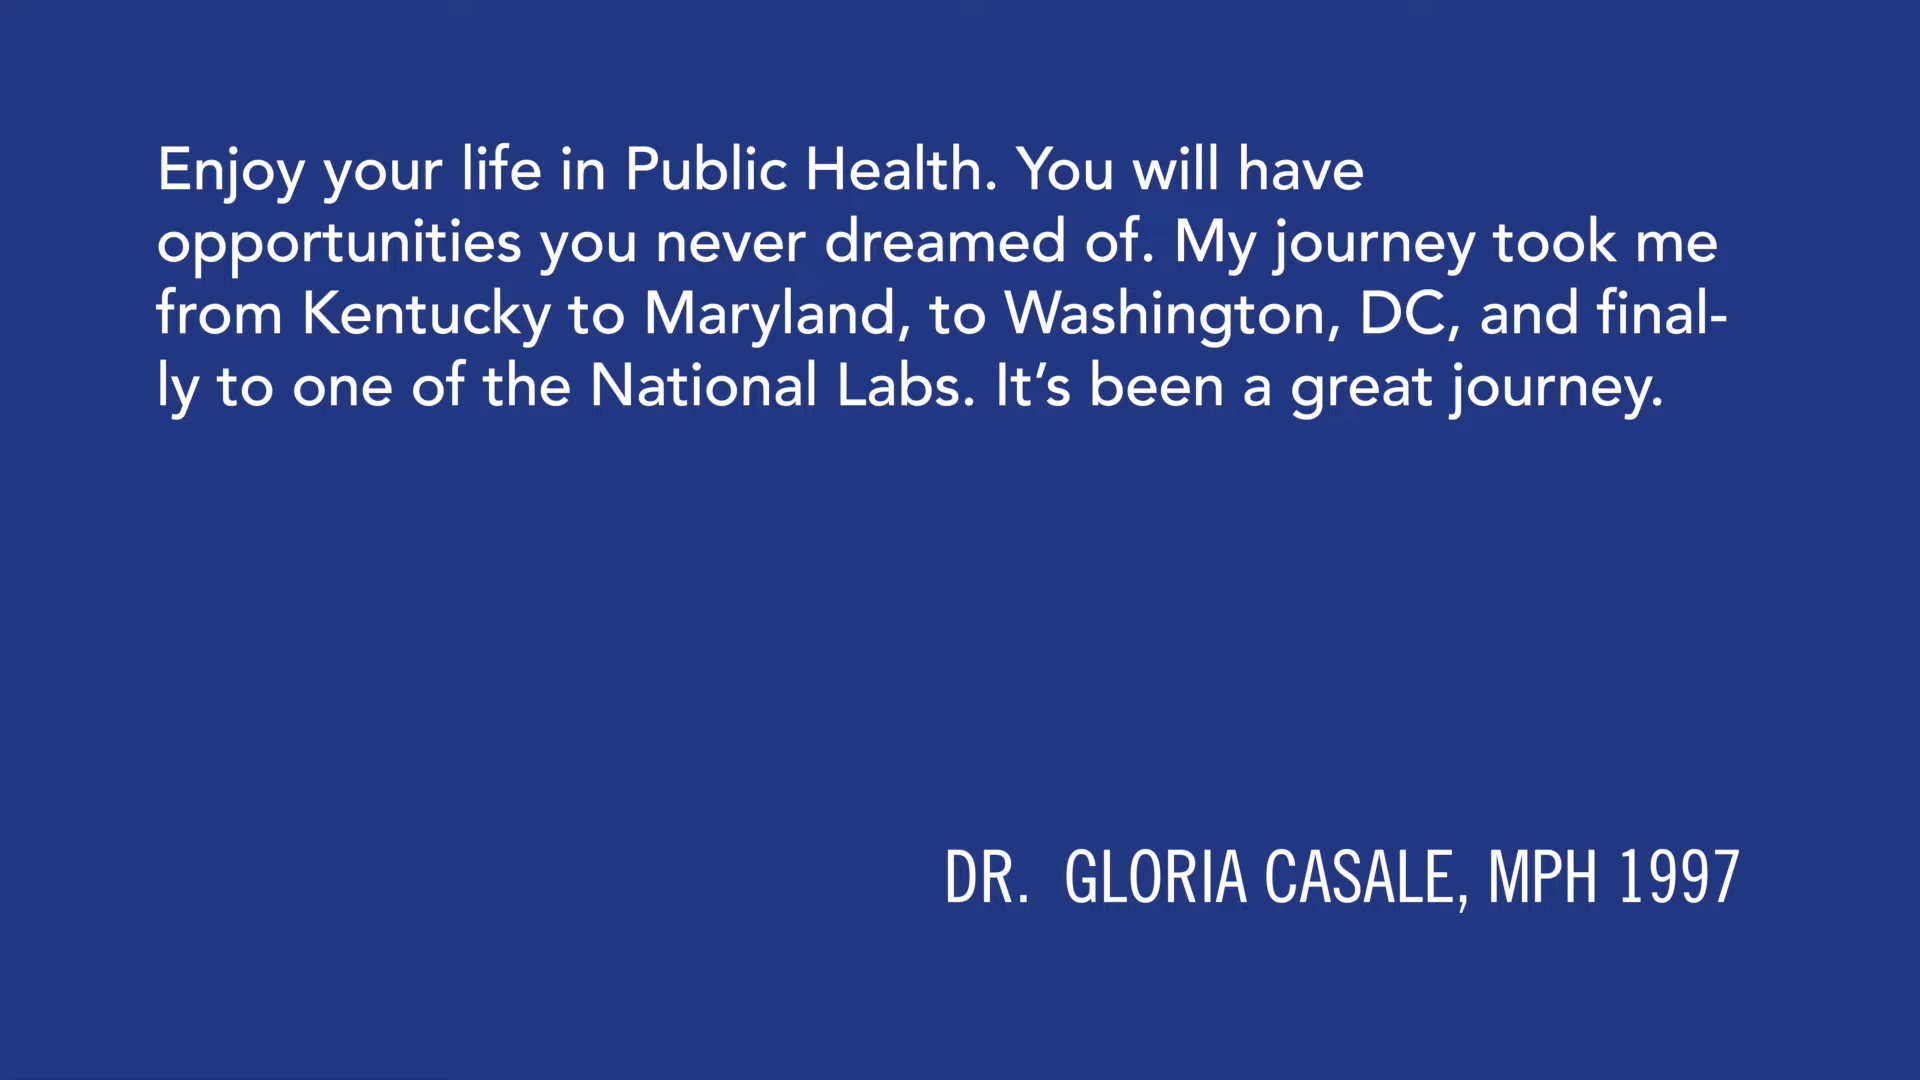 Enjoy your life in Public Health. You will have
opportunities you never dreamed of. My journey took me
from Kentucky to Maryland, to Washington, DC, and final-
ly to one of the National Labs. It’s been a great journey.
DR.  GLORIA CASALE, MPH 1997